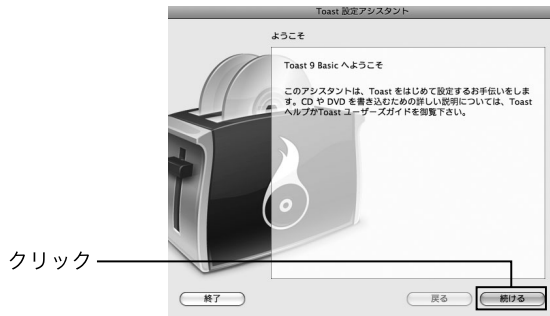 Toast 設定アシスタント
ようこそ
Toast 9 Basic へようこそ
このアシスタントは、Toast をはじめて設定するお手伝いをしま
す。CD や DVD を書き込むための詳しい説明については、Toast
ヘルプかToast ユーザーズガイドを御覧下さい。
クリック
終了
戻る
続ける